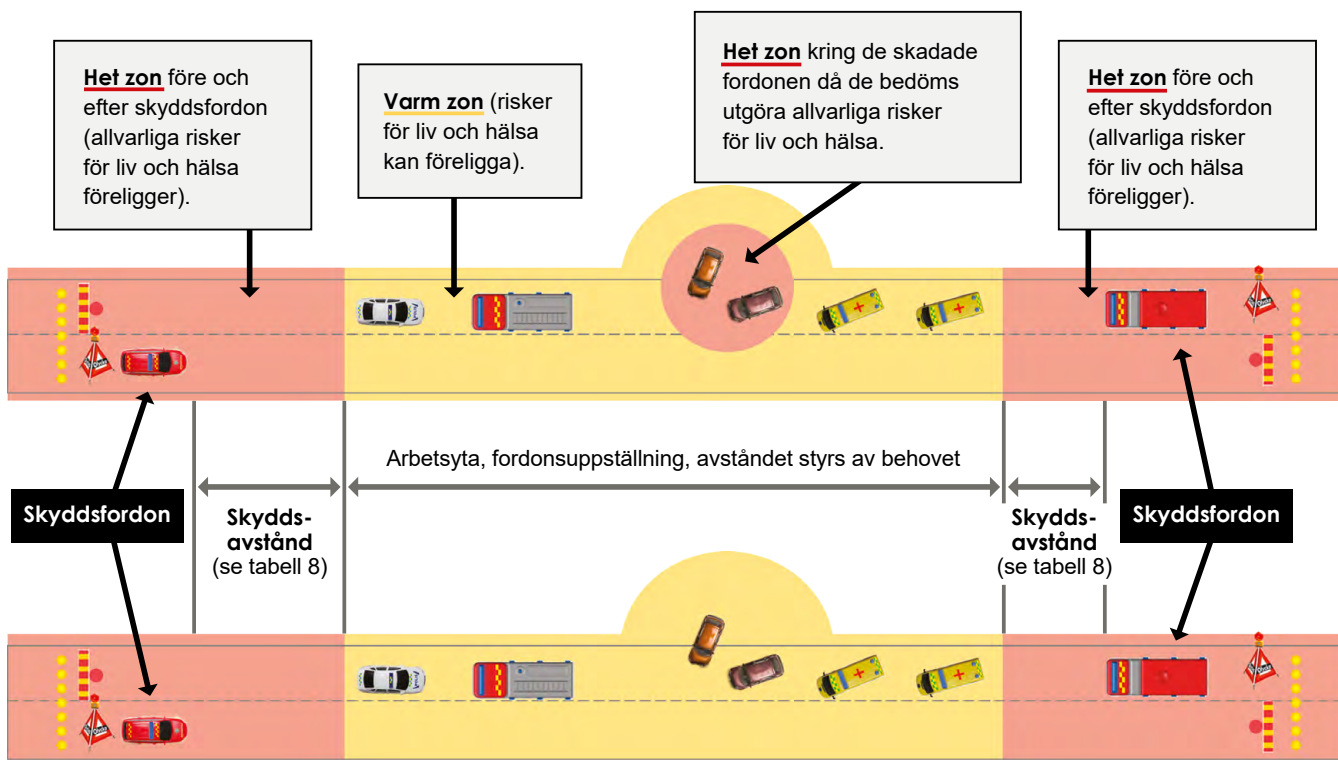 Het zon före och
efter skyddsfordon
(allvarliga risker
för liv och hälsa
föreligger).
Varm zon (risker
för liv och hälsa
kan föreligga).
Het zon kring de skadade
fordonen då de bedöms
utgöra allvarliga risker
för liv och hälsa.
Het zon före och
efter skyddsfordon
(allvarliga risker
för liv och hälsa
föreligger).
Arbetsyta, fordonsuppställning, avståndet styrs av behovet
Skyddsfordon
Skydds-
avstånd
(se tabell 8)
Skydds-
avstånd
(se tabell 8)
Skyddsfordon